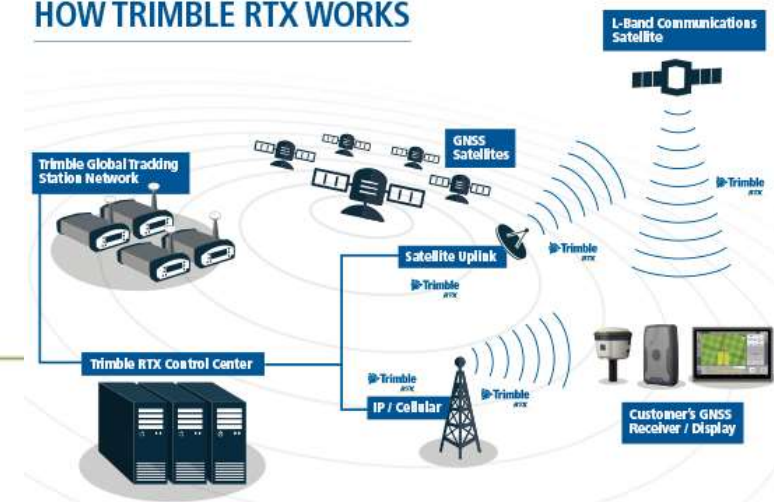 HOW TRIMBLE RTX WORKS
L-Band Communications
Satellite
GNSS
Satellites
Trimble Global Tracking
Station Network
Trimble
RTX
Satellite Uplink
Trimble
RTX
Trimble
RTX
Trimble RTX Control Center
Trimble
RTX
IP / Cellular
Trimble
RTX
Customer's GNSS
Receiver / Display